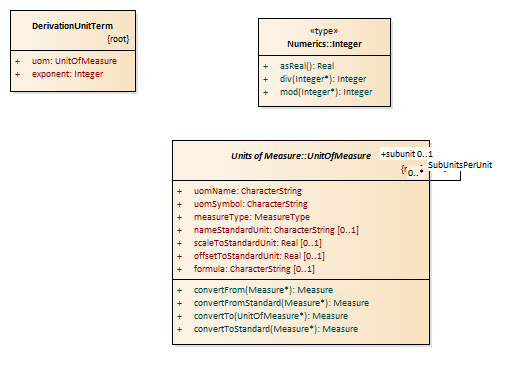 DerivationUnitTerm
{root}
+ uom: UnitOfMeasure
+ exponent: Integer
«type»
Numerics::Integer
+ asReal(): Real
+ div(Integer*): Integer
+ mod(Integer*): Integer
Units of Measure::UnitOfMeasure
+subunit 0..1
SubUnitsPerUnit
0..*
+ uomName: CharacterString
+ uomSymbol: CharacterString
+ measureType: MeasureType
+ nameStandardUnit: CharacterString [0..1]
+ scaleToStandardUnit: Real [0..1]
+ offsetToStandardUnit: Real [0..1]
+ formula: CharacterString [0..1]
+ convertFrom(Measure*): Measure
+ convertFromStandard(Measure*): Measure
+ convertTo(UnitOfMeasure*): Measure
+ convertToStandard(Measure*): Measure